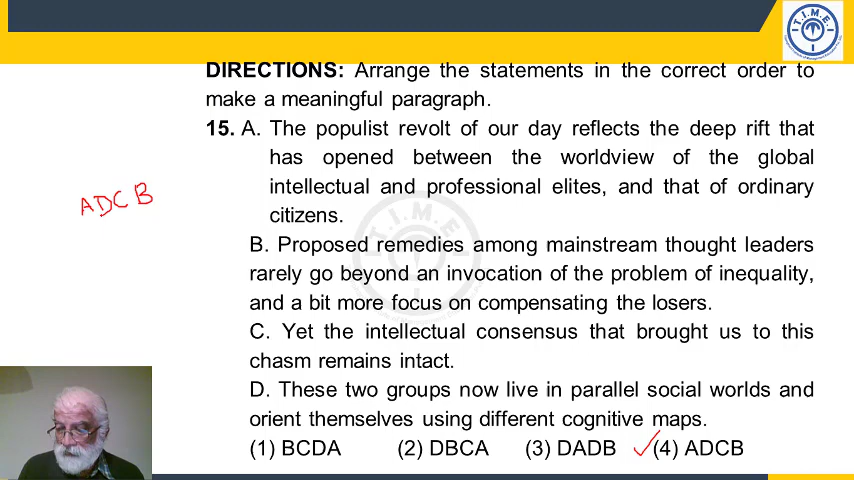 T.I.M.E.
DIRECTIONS: Arrange the statements in the correct order to
make a meaningful paragraph.
15. A. The populist revolt of our day reflects the deep rift that
has opened between the worldview of the global
intellectual and professional elites, and that of ordinary
citizens.
ADCB
B. Proposed remedies among mainstream thought leaders
rarely go beyond an invocation of the problem of inequality,
and a bit more focus on compensating the losers.
C. Yet the intellectual consensus that brought us to this
chasm remains intact.
D. These two groups now live in parallel social worlds and
orient themselves using different cognitive maps.
(1) BCDA (2) DBCA (3) DADB (4) ADCB